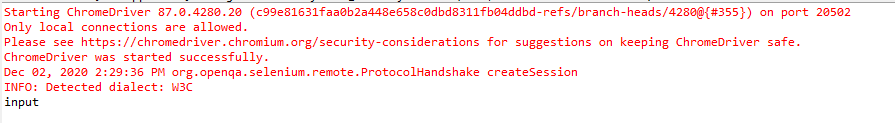 Starting ChromeDriver 87.0.4280.20 (c99e81631faa0b2a448e658c0dbd8311fb04ddbd-refs/branch-heads/4280@{#355}) on port 20502
Only local connections are allowed.
Please see https://chromedriver.chromium.org/security-considerations for suggestions on keeping ChromeDriver safe.
ChromeDriver was started successfully.
Dec 02, 2020 2:29:36 PM org.openqa.selenium.remote.ProtocolHandshake createSession
INFO: Detected dialect: W3C
input